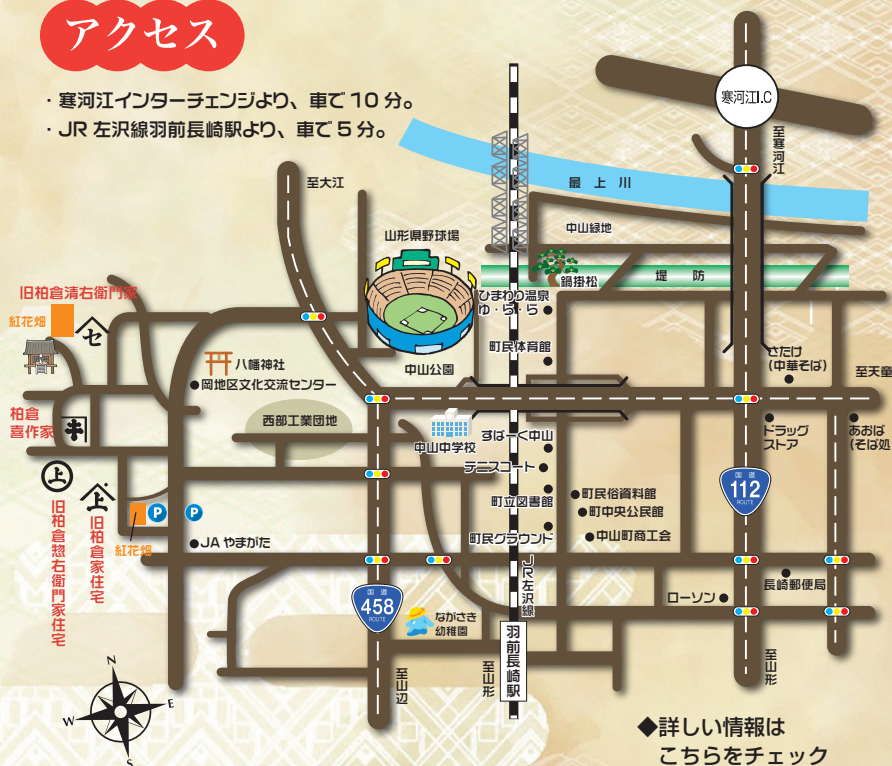 アクセス
・寒河江インターチェンジより、車で10分。
・JR左沢線羽前長崎駅より、車で5分。
寒河江I.C
至寒河江
至大江
最上川
中山緑地
山形県野球場
鍋掛松
堤防
旧柏倉清右衛門家
紅花畑
セ
ひまわり温泉
ゆ・ら・ら
町民体育館
中山公園
八幡神社
岡地区文化交流センター
さたけ
(中華そば)
至天童
西部工業団地
柏倉
喜作家
中山中学校
すぱーく中山
ドラッグ
ストア
あおば
(そば処
テニスコート
町立図書館
町民俗資料館
町中央公民館
国道
112
ROUTE
上
上
旧柏倉惣右衛門家住宅
旧柏倉家住宅
紅花畑
P
P
JAやまがた
町民グラウンド
中山町商工会
JR左沢線
長崎郵便局
ローソン
国道
458
ROUTE
ながさき
幼稚園
羽前長崎駅
至山辺
至山形
至山形
N
W
E
S
◆詳しい情報は
こちらをチェック